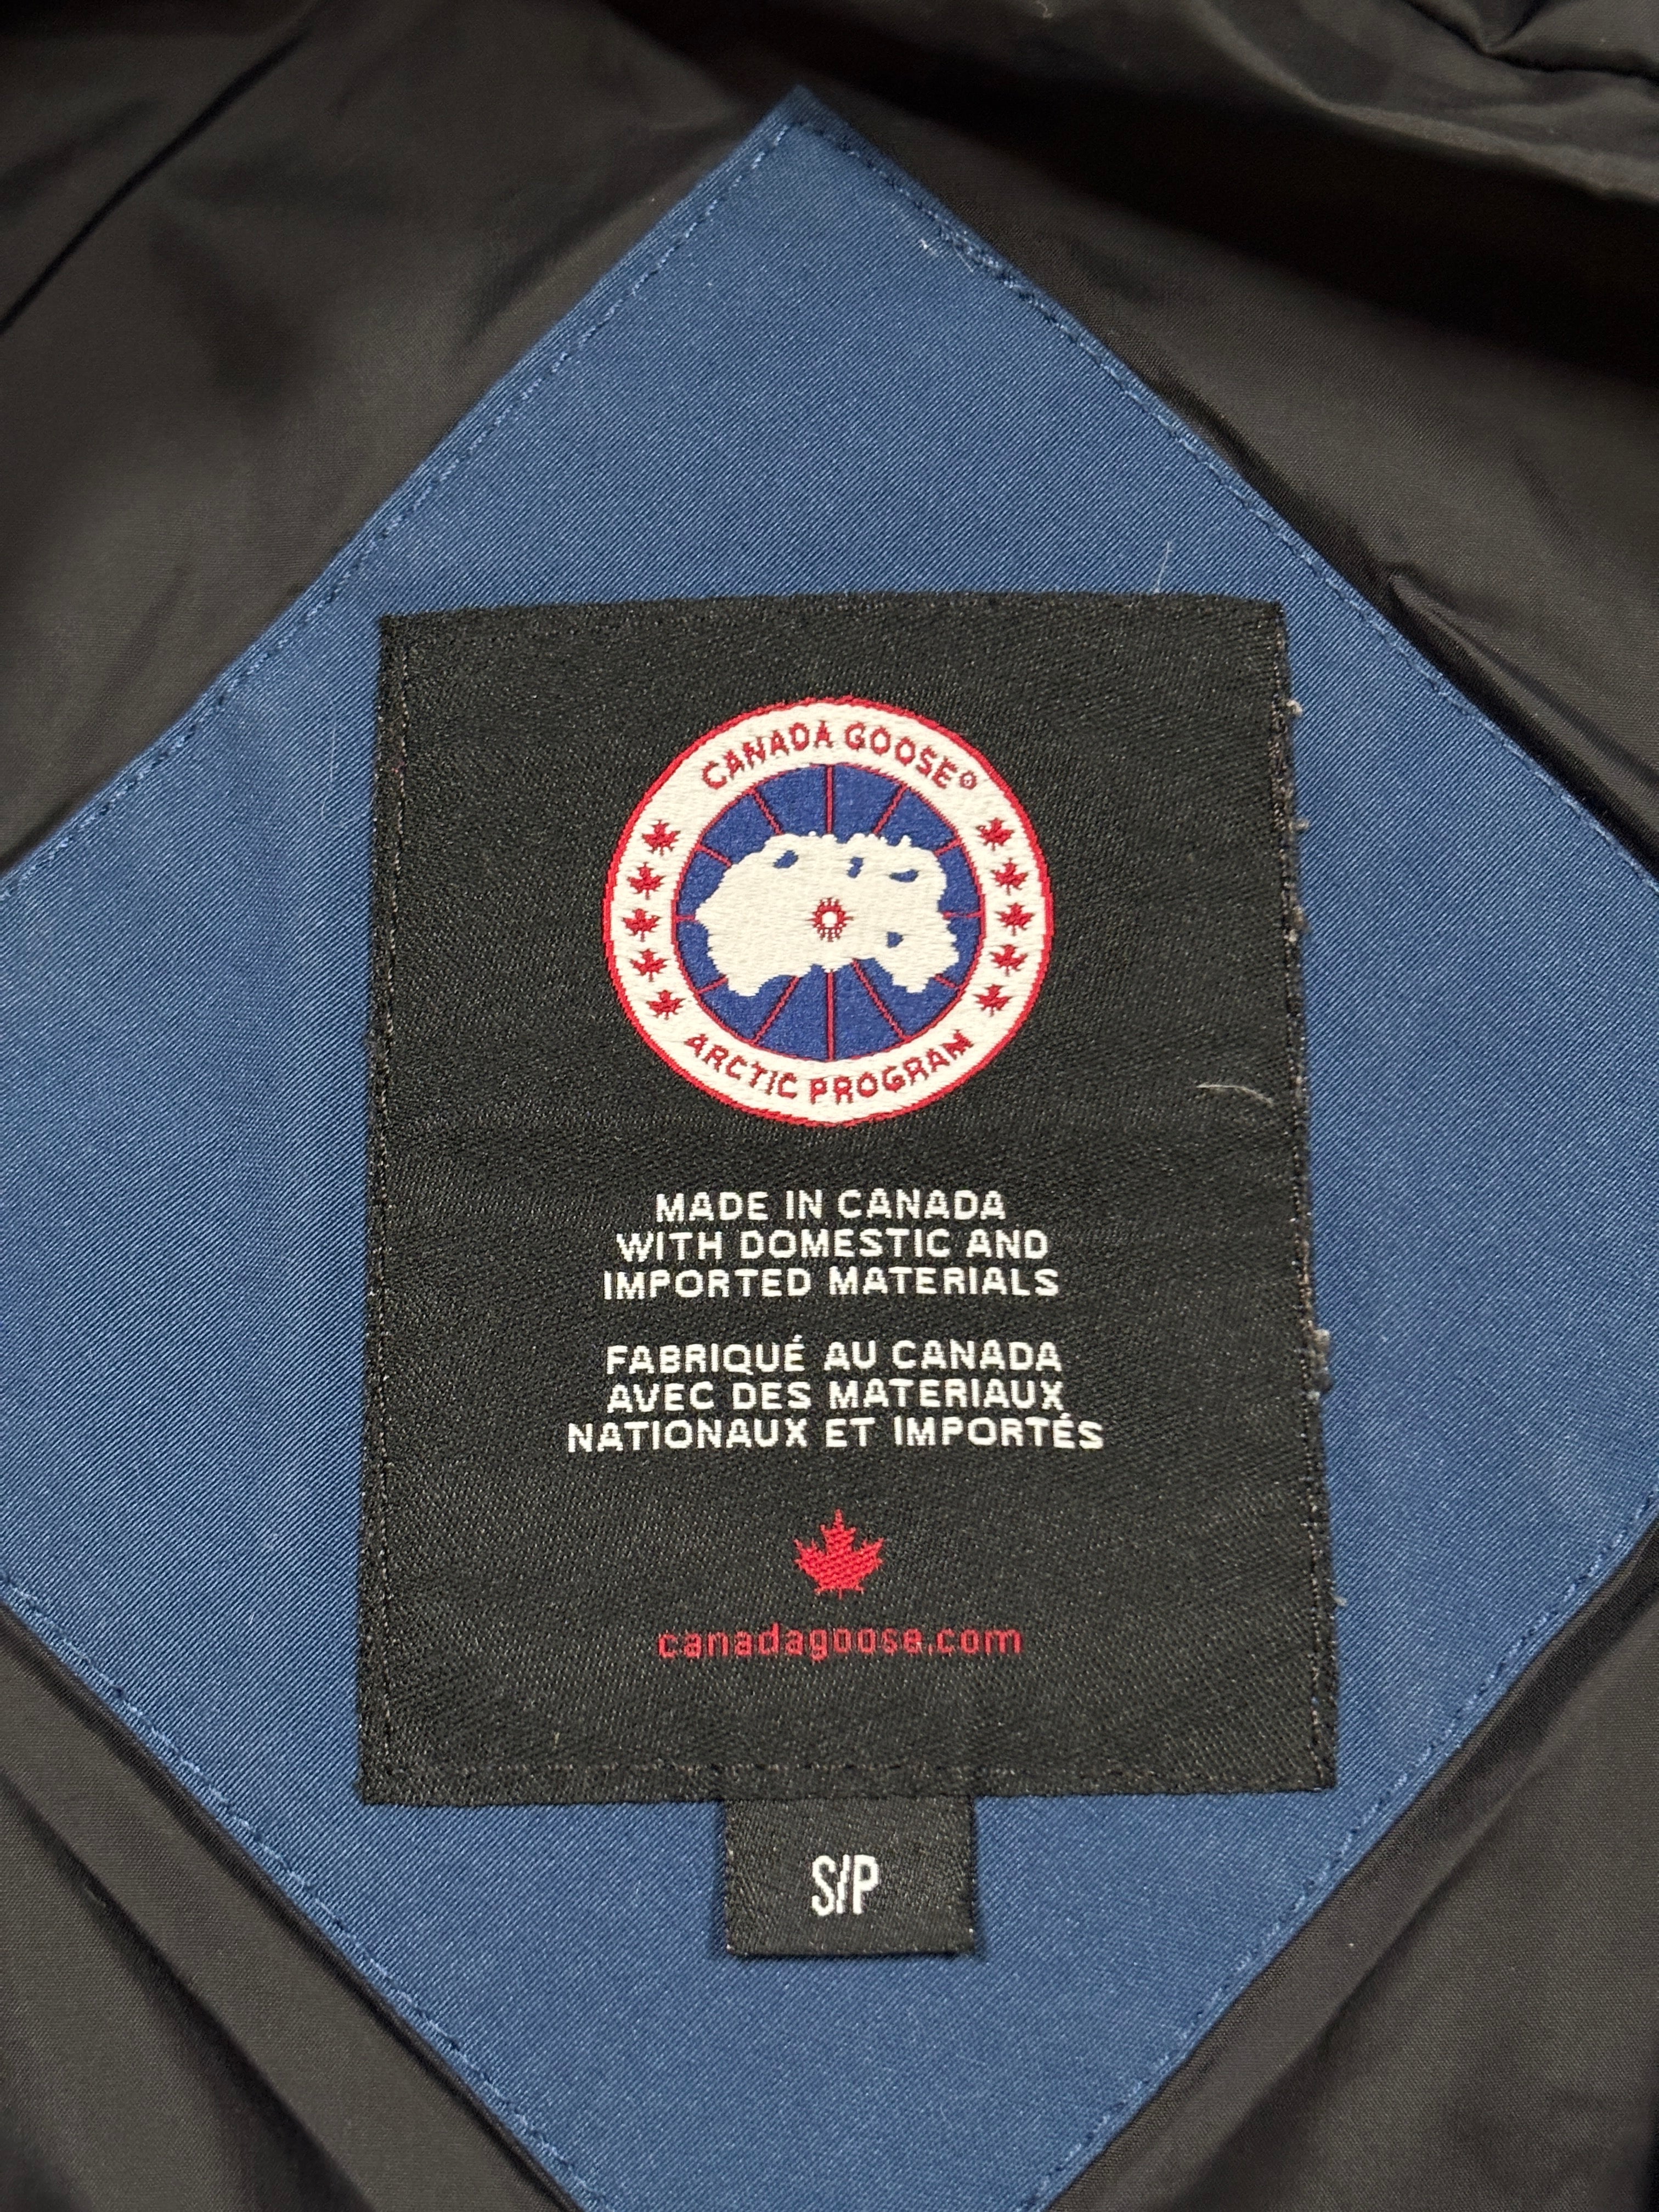 CANADA GOOSE®
ARCTIC PROGRAM
MADE IN CANADA
WITH DOMESTIC AND
IMPORTED MATERIALS
FABRIQUÉ AU CANADA
AVEC DES MATERIAUX
NATIONAUX ET IMPORTÉS
canadagoose.com
S/P